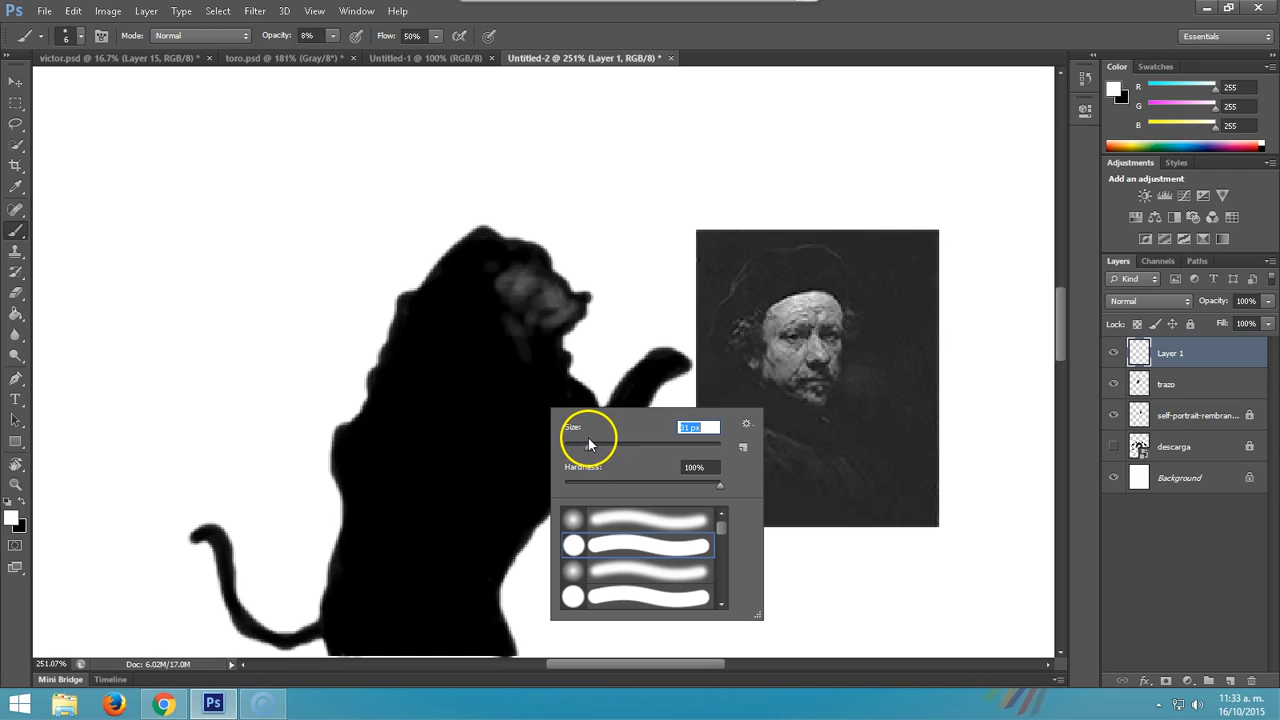 Ps File Edit Image Layer Type Select Filter 3D View Window Help
6 Mode: Normal Opacity: 8% Flow: 50% Essentials
victor.psd @ 16.7% (Layer 15, RGB/8) * × toro.psd @ 181% (Gray/8*) * × Untitled-1 @ 100% (RGB/8) × Untitled-2 @ 251% (Layer 1, RGB/8) * ×
Color Swatches
R 255
G 255
B 255
Adjustments Styles
Add an adjustment
Layers Channels Paths
Kind
Normal Opacity: 100%
Lock: Fill: 100%
Layer 1
trazo
self-portrait-rembran...
descarga
Background
Size: 31 px
Hardness: 100%
251.07% Doc: 6.02M/17.0M
Mini Bridge Timeline
Ps
11:33 a.m.
16/10/2015